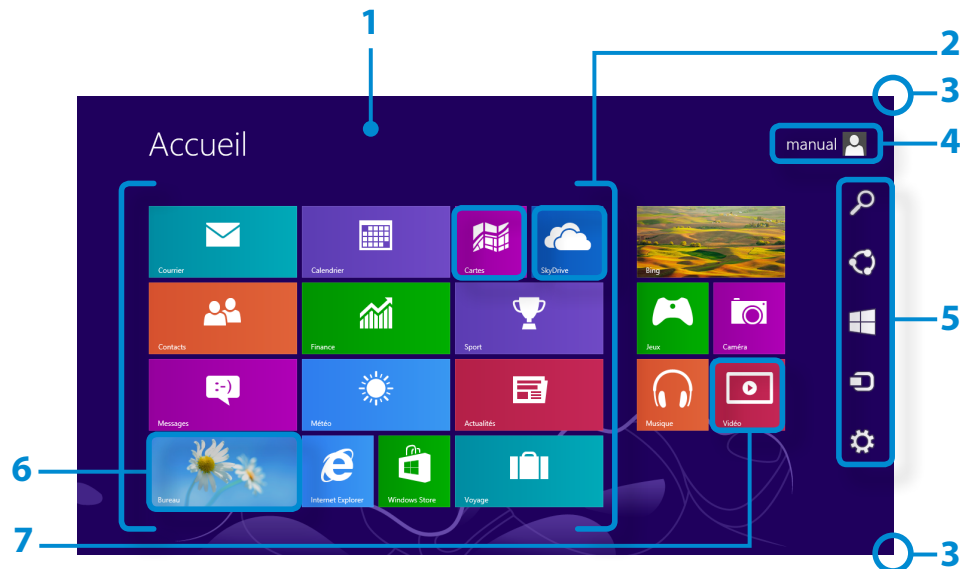 1
2
3
Accueil
manual
4
Courrier
Calendrier
Cartes
SkyDrive
Bing
Contacts
Finance
Sport
Jeux
Caméra
5
Messages
:-)
Météo
Actualités
Musique
Vidéo
6
Bureau
Internet Explorer
Windows Store
Voyage
7
3